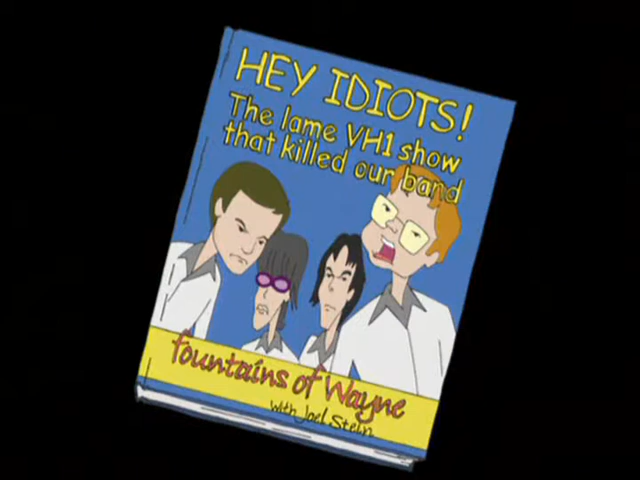 HEY IDIOTS!
The lame VH1 show
that killed our band
fountains of Wayne
with Joel Stein